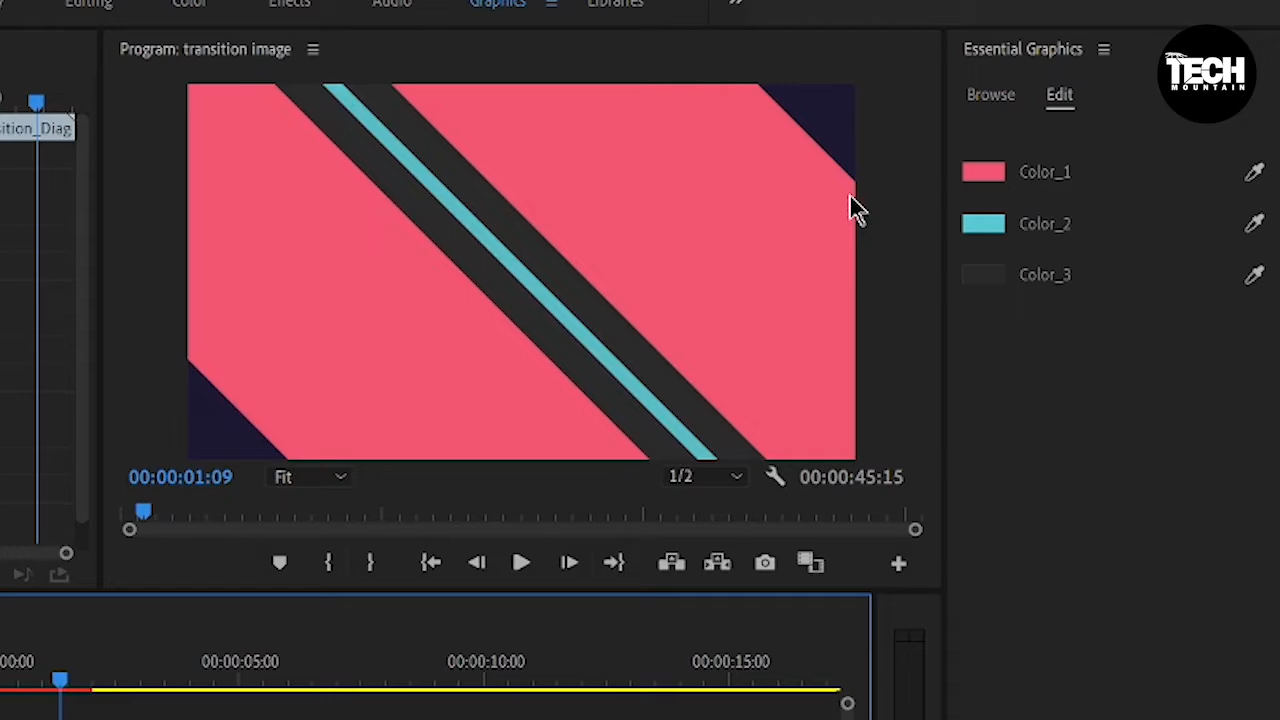 Editing
Color
Effects
Audio
Graphics
Libraries
Program: transition image
Essential Graphics
TECH
MOUNTAIN
Browse
Edit
ition_Diag
Color_1
Color_2
Color_3
00:00:01:09
Fit
1/2
00:00:45:15
00:00
00:00:05:00
00:00:10:00
00:00:15:00